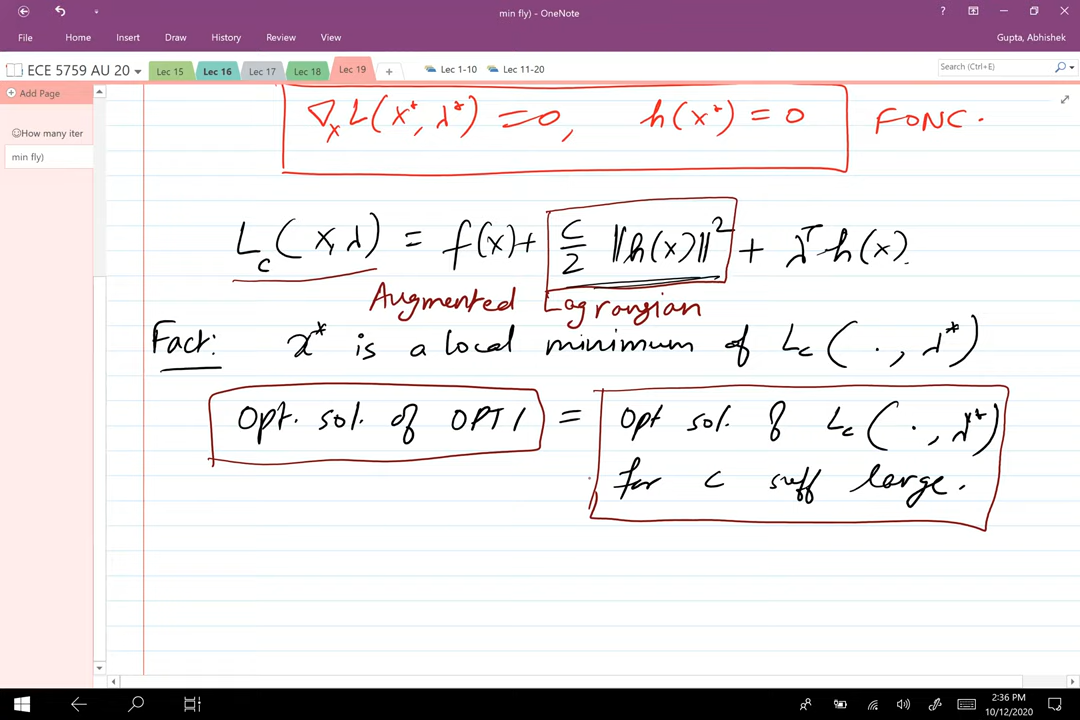 min fly) - OneNote
?
Gupta, Abhishek
File Home Insert Draw History Review View
ECE 5759 AU 20 Lec 15 Lec 16 Lec 17 Lec 18 Lec 19 + Lec 1-10 Lec 11-20
Search (Ctrl+E)
Add Page
How many iter
min fly)
∇ₓL(x*, λ*) = 0, h(x*) = 0 FONC.
L_c(x,λ) = f(x) + c/2 ||h(x)||² + λᵀh(x).
Augmented Lagrangian
Fact: x* is a local minimum of L_c(·, λ*)
Opt. sol. of OPT1 = Opt sol. of L_c(·, λ*)
for c suff large.
2:36 PM
10/12/2020